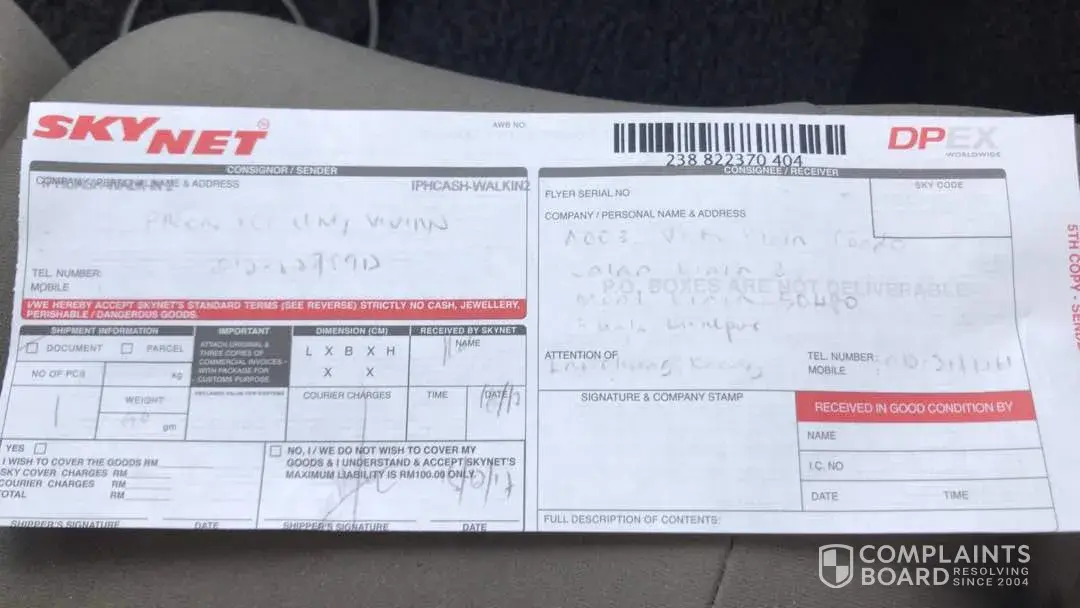 SKYNET
AWB NO
238 822370 404
DPEX
WORLDWIDE
CONSIGNOR / SENDER
COMPANY/PERSONAL NAME & ADDRESS
IPHCASH-WALKIN2
TEL. NUMBER:
MOBILE
I/WE HEREBY ACCEPT SKYNET'S STANDARD TERMS (SEE REVERSE) STRICTLY NO CASH, JEWELLERY,
PERISHABLE / DANGEROUS GOODS.
SHIPMENT INFORMATION
DOCUMENT
PARCEL
NO OF PCS
kg
1
WEIGHT
gm
IMPORTANT
ATTACH ORIGINAL &
THREE COPIES OF
COMMERCIAL INVOICES
WITH PACKAGE FOR
CUSTOMS PURPOSE
DIMENSION (CM)
L X B X H
X X
COURIER CHARGES
RECEIVED BY SKYNET
NAME
TIME
DATE
YES
I WISH TO COVER THE GOODS RM
SKY COVER CHARGES RM
COURIER CHARGES RM
TOTAL RM
SHIPPER'S SIGNATURE
DATE
NO, I / WE DO NOT WISH TO COVER MY
GOODS & I UNDERSTAND & ACCEPT SKYNET'S
MAXIMUM LIABILITY IS RM100.00 ONLY.
SHIPPER'S SIGNATURE
DATE
CONSIGNEE / RECEIVER
FLYER SERIAL NO
SKY CODE
COMPANY / PERSONAL NAME & ADDRESS
P.O. BOXES ARE NOT DELIVERABLE
50480
ATTENTION OF
TEL. NUMBER:
MOBILE
SIGNATURE & COMPANY STAMP
RECEIVED IN GOOD CONDITION BY
NAME
I.C. NO
DATE
TIME
FULL DESCRIPTION OF CONTENTS:
5TH COPY - SEND
COMPLAINTS
BOARD
RESOLVING
SINCE 2004